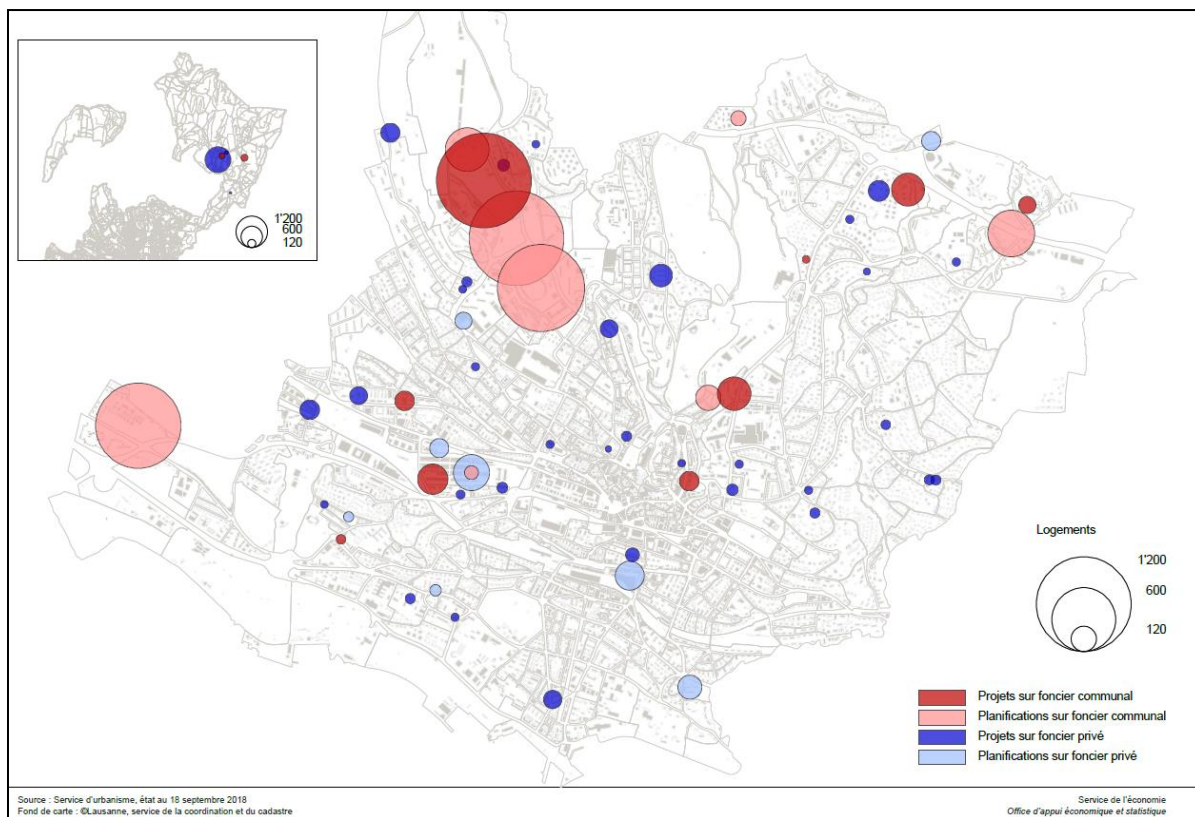 1'200
600
120
Logements
1'200
600
120
Projets sur foncier communal
Planifications sur foncier communal
Projets sur foncier privé
Planifications sur foncier privé
Source : Service d'urbanisme, état au 18 septembre 2018
Fond de carte : ©Lausanne, service de la coordination et du cadastre
Service de l'économie
Office d'appui économique et statistique